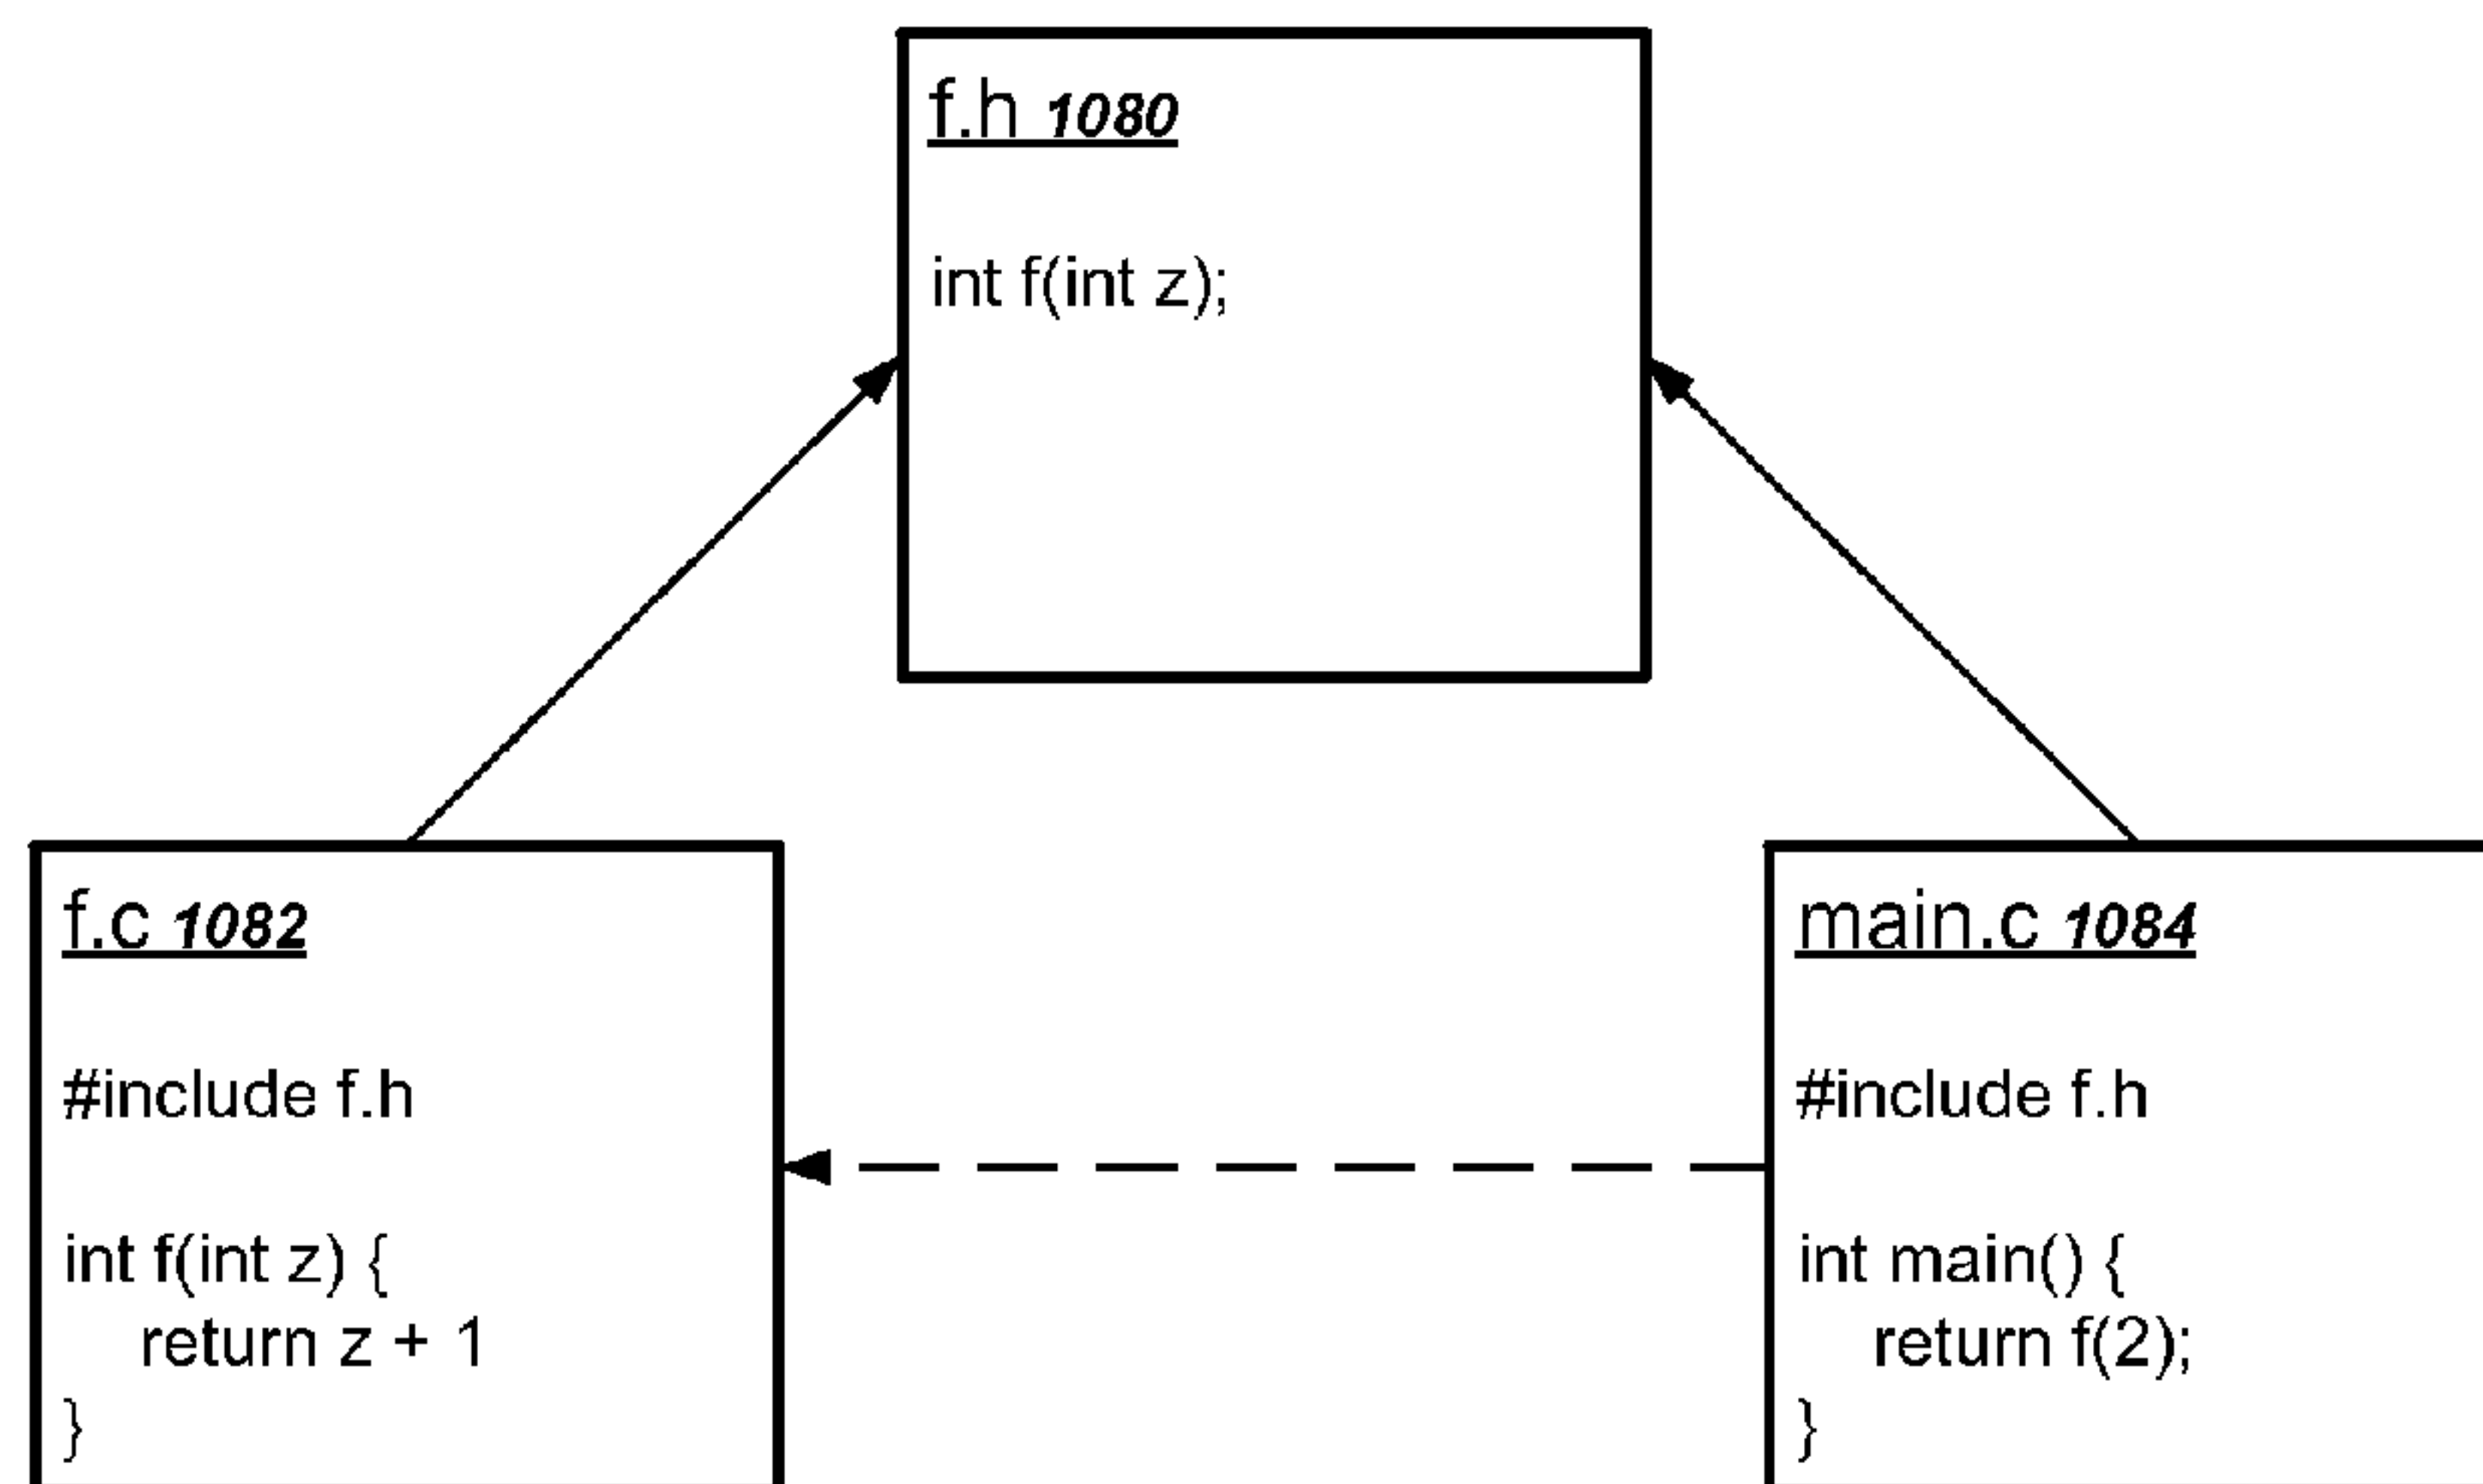 f.h 1080
int f(int z);
f.c 1082
#include f.h
int f(int z) {
return z + 1
}
main.c 1084
#include f.h
int main() {
return f(2);
}